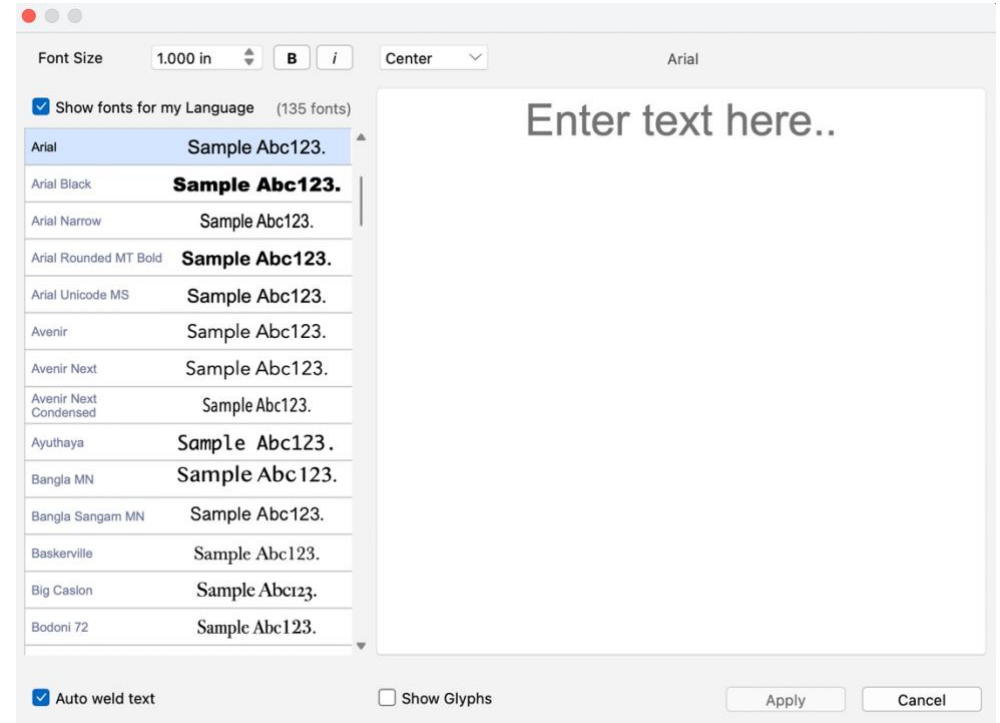 Font Size 1.000 in B i Center Arial
Show fonts for my Language (135 fonts)
Enter text here..
Arial Sample Abc123.
Arial Black Sample Abc123.
Arial Narrow Sample Abc123.
Arial Rounded MT Bold Sample Abc123.
Arial Unicode MS Sample Abc123.
Avenir Sample Abc123.
Avenir Next Sample Abc123.
Avenir Next
Condensed Sample Abc123.
Ayuthaya Sample Abc123.
Bangla MN Sample Abc123.
Bangla Sangam MN Sample Abc123.
Baskerville Sample Abc123.
Big Caslon Sample Abc123.
Bodoni 72 Sample Abc123.
Auto weld text Show Glyphs Apply Cancel